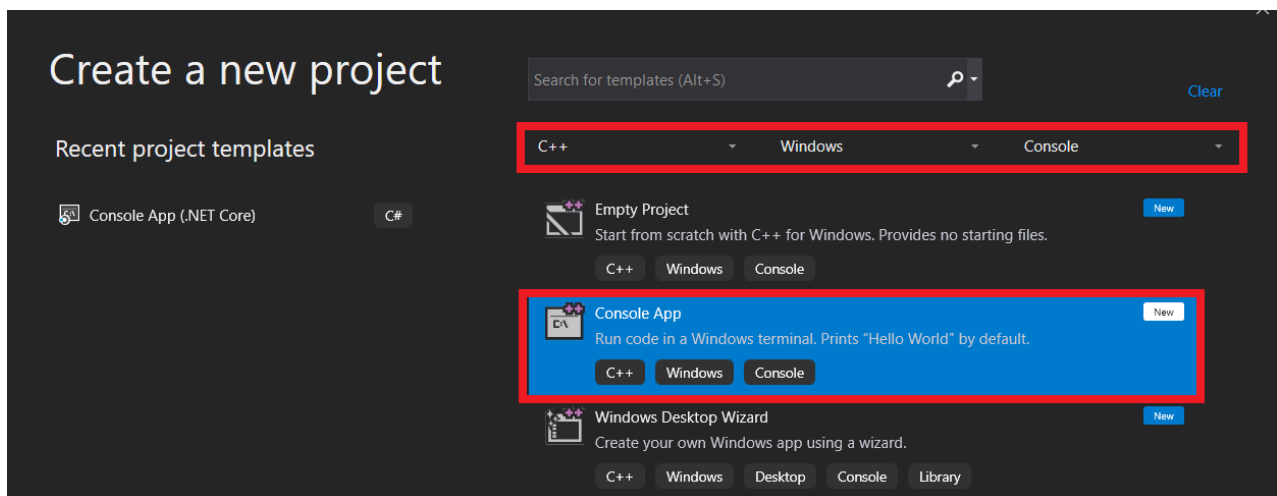 Create a new project
Search for templates (Alt+S)
Clear
Recent project templates
C++ Windows Console
Console App (.NET Core) C#
Empty Project New
Start from scratch with C++ for Windows. Provides no starting files.
C++ Windows Console
Console App New
Run code in a Windows terminal. Prints "Hello World" by default.
C++ Windows Console
Windows Desktop Wizard New
Create your own Windows app using a wizard.
C++ Windows Desktop Console Library